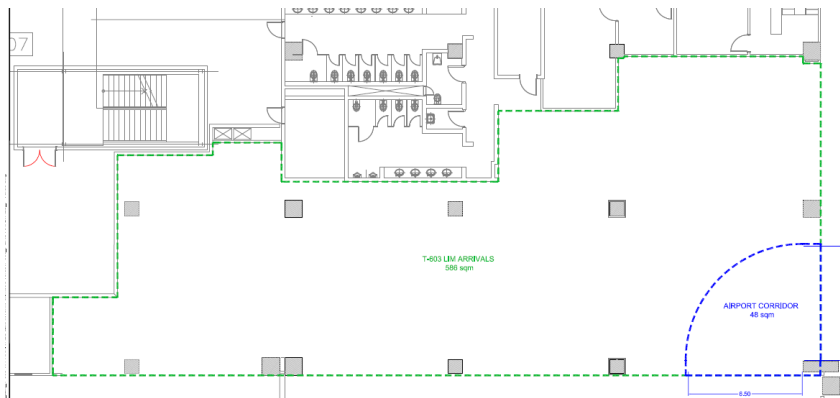 07
T-603 LIM ARRIVALS
586 sqm
AIRPORT CORRIDOR
48 sqm
8.50